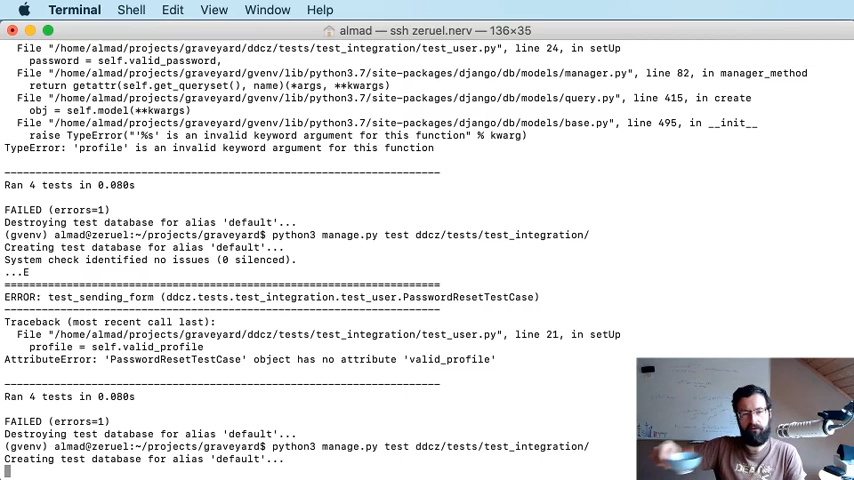 Terminal Shell Edit View Window Help
almad — ssh zeruel.nerv — 136×35
File "/home/almad/projects/graveyard/ddcz/tests/test_integration/test_user.py", line 24, in setUp
password = self.valid_password,
File "/home/almad/projects/graveyard/gvenv/lib/python3.7/site-packages/django/db/models/manager.py", line 82, in manager_method
return getattr(self.get_queryset(), name)(*args, **kwargs)
File "/home/almad/projects/graveyard/gvenv/lib/python3.7/site-packages/django/db/models/query.py", line 415, in create
obj = self.model(**kwargs)
File "/home/almad/projects/graveyard/gvenv/lib/python3.7/site-packages/django/db/models/base.py", line 495, in __init__
raise TypeError("'%s' is an invalid keyword argument for this function" % kwarg)
TypeError: 'profile' is an invalid keyword argument for this function
----------------------------------------------------------------------
Ran 4 tests in 0.080s
FAILED (errors=1)
Destroying test database for alias 'default'...
(gvenv) almad@zeruel:~/projects/graveyard$ python3 manage.py test ddcz/tests/test_integration/
Creating test database for alias 'default'...
System check identified no issues (0 silenced).
...E
======================================================================
ERROR: test_sending_form (ddcz.tests.test_integration.test_user.PasswordResetTestCase)
----------------------------------------------------------------------
Traceback (most recent call last):
File "/home/almad/projects/graveyard/ddcz/tests/test_integration/test_user.py", line 21, in setUp
profile = self.valid_profile
AttributeError: 'PasswordResetTestCase' object has no attribute 'valid_profile'
----------------------------------------------------------------------
Ran 4 tests in 0.080s
FAILED (errors=1)
Destroying test database for alias 'default'...
(gvenv) almad@zeruel:~/projects/graveyard$ python3 manage.py test ddcz/tests/test_integration/
Creating test database for alias 'default'...